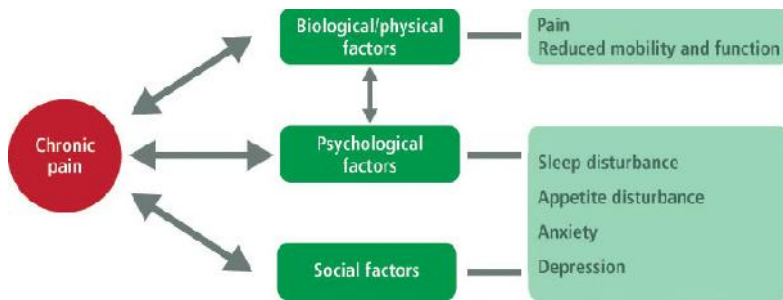 Biological/physical
factors
Pain
Reduced mobility and function
Chronic
pain
Psychological
factors
Sleep disturbance
Appetite disturbance
Anxiety
Depression
Social factors